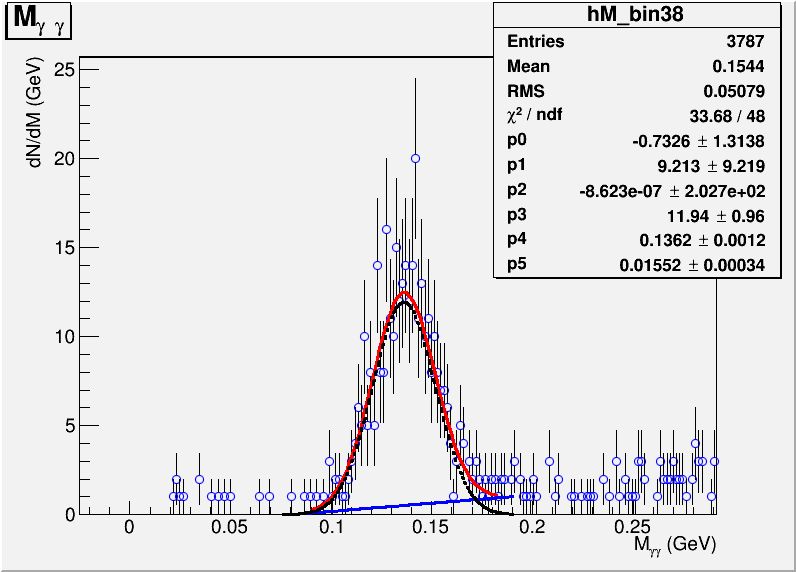 M γ γ
hM_bin38
Entries 3787
Mean 0.1544
RMS 0.05079
χ² / ndf 33.68 / 48
p0 -0.7326 ± 1.3138
p1 9.213 ± 9.219
p2 -8.623e-07 ± 2.027e+02
p3 11.94 ± 0.96
p4 0.1362 ± 0.0012
p5 0.01552 ± 0.00034
dN/dM (GeV)
25
20
15
10
5
0
0 0.05 0.1 0.15 0.2 0.25
Mγγ (GeV)